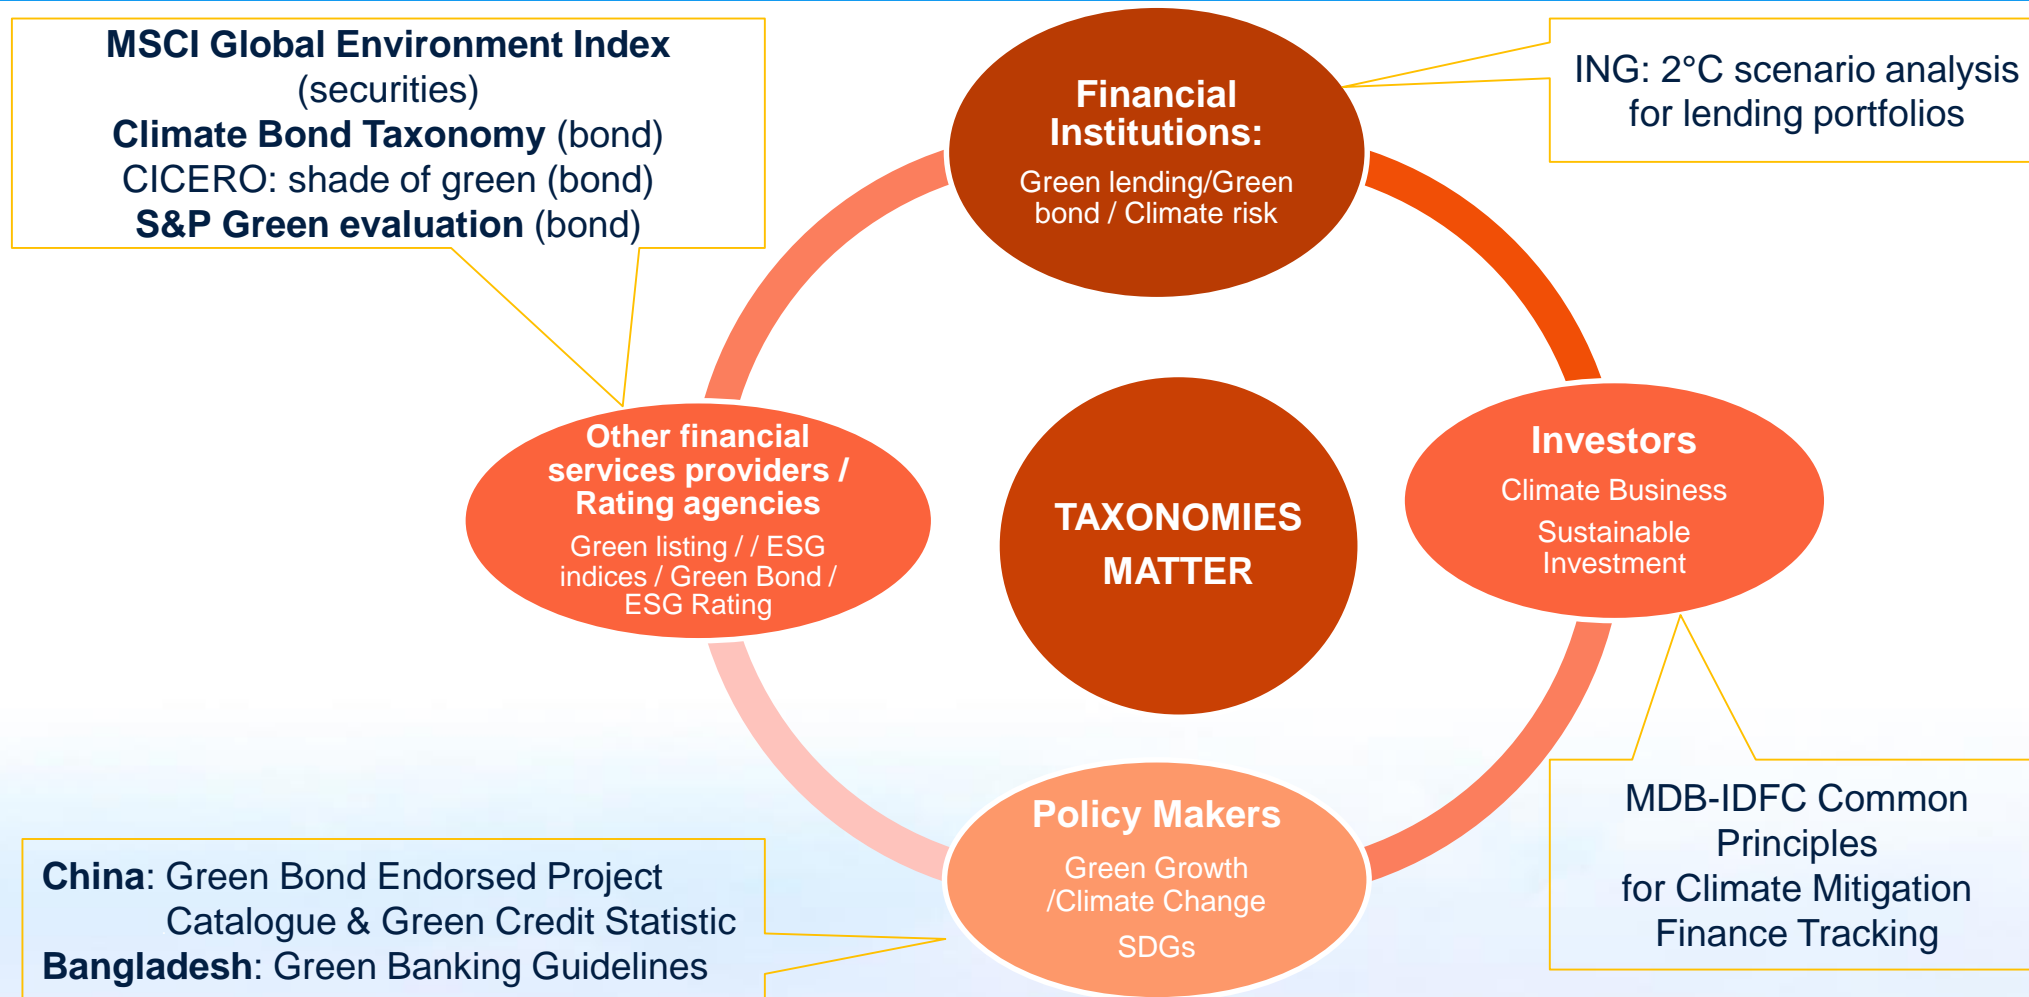 MSCI Global Environment Index
(securities)
Climate Bond Taxonomy (bond)
CICERO: shade of green (bond)
S&P Green evaluation (bond)
Financial
Institutions:
Green lending/Green
bond / Climate risk
ING: 2°C scenario analysis
for lending portfolios
Other financial
services providers /
Rating agencies
Green listing / / ESG
indices / Green Bond /
ESG Rating
TAXONOMIES
MATTER
Investors
Climate Business
Sustainable
Investment
Policy Makers
Green Growth
/Climate Change
SDGs
China: Green Bond Endorsed Project
Catalogue & Green Credit Statistic
Bangladesh: Green Banking Guidelines
MDB-IDFC Common
Principles
for Climate Mitigation
Finance Tracking